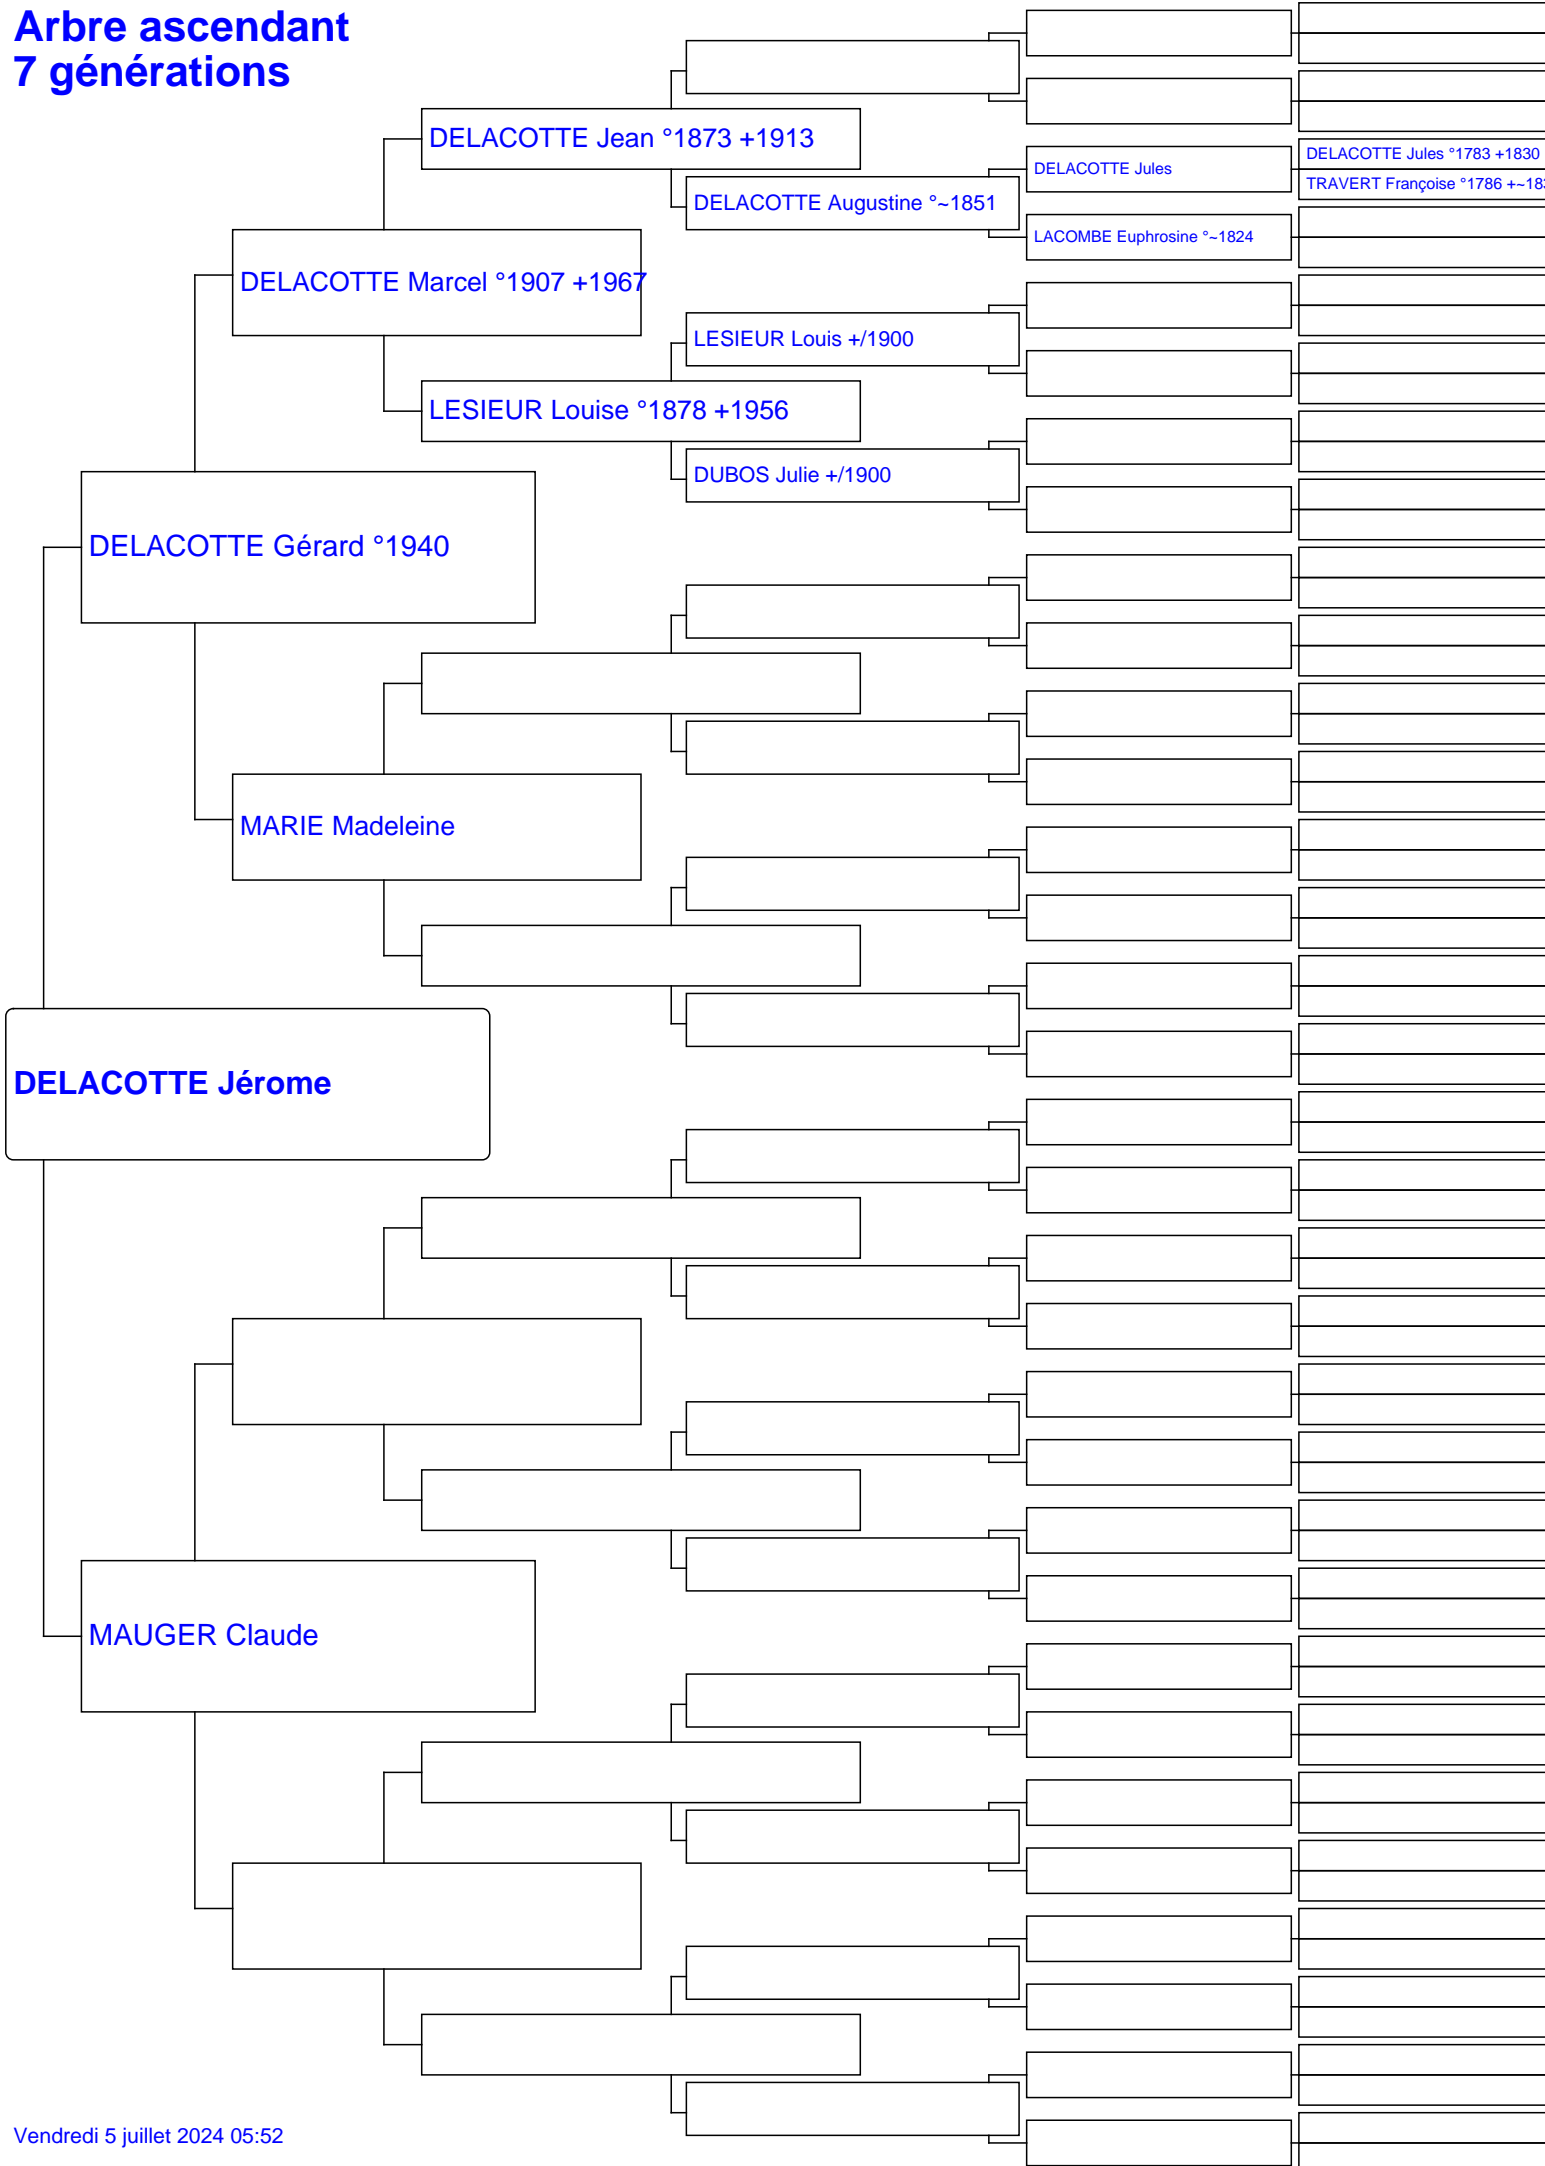 Arbre ascendant
7 générations
DELACOTTE Jean °1873 +1913
DELACOTTE Jules
DELACOTTE Jules °1783 +1830
TRAVERT Françoise °1786
DELACOTTE Augustine °~1851
LACOMBE Euphrosine °~1824
DELACOTTE Marcel °1907 +1967
LESIEUR Louis +/1900
LESIEUR Louise °1878 +1956
DUBOS Julie +/1900
DELACOTTE Gérard °1940
MARIE Madeleine
DELACOTTE Jérome
MAUGER Claude
Vendredi 5 juillet 2024 05:52